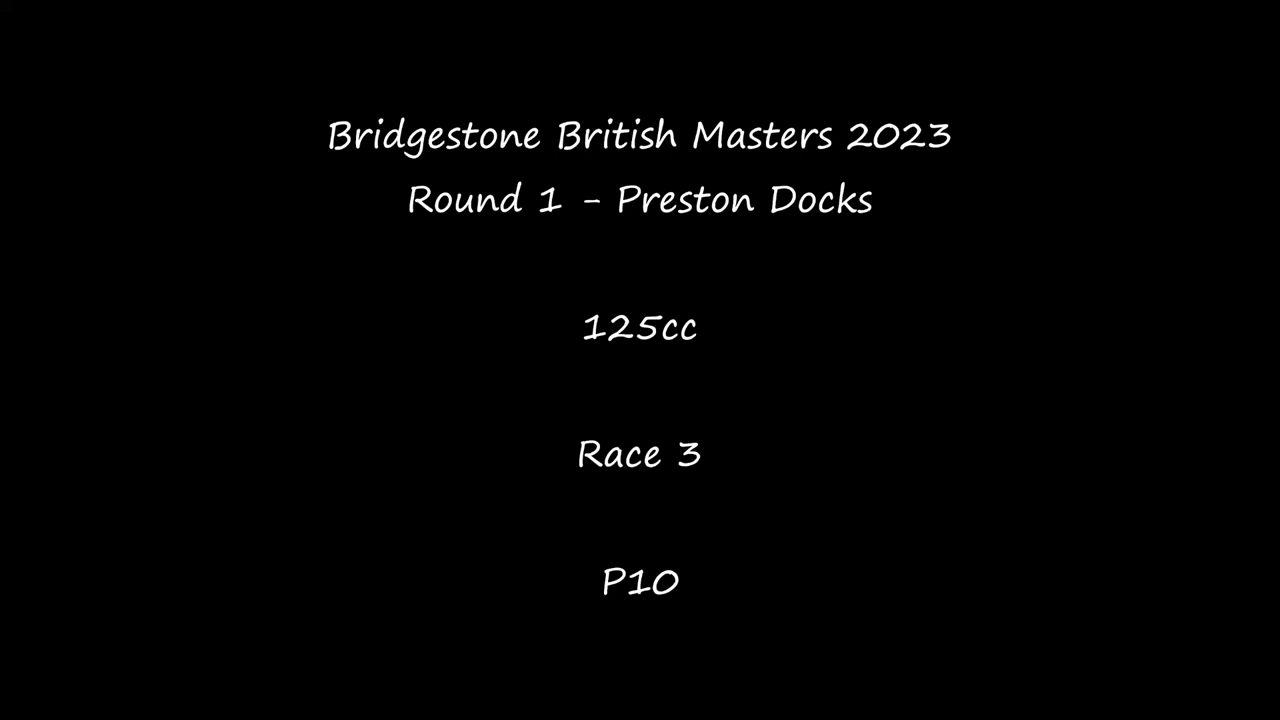 Bridgestone British Masters 2023
Round 1 - Preston Docks
125cc
Race 3
P10